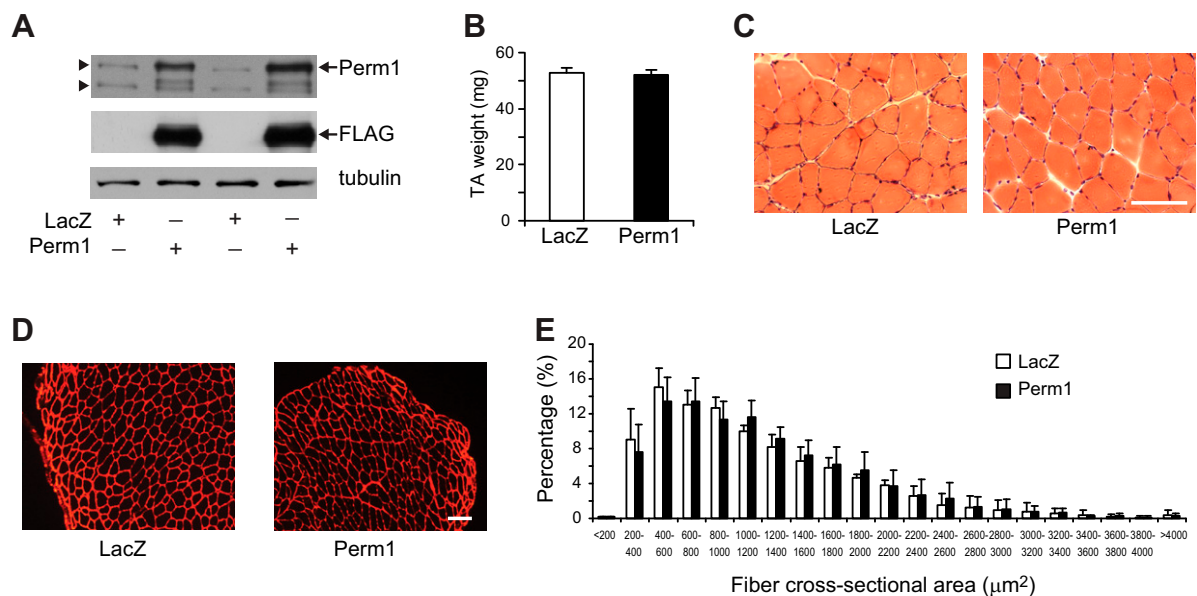 A
Perm1
FLAG
tubulin
LacZ + – + –
Perm1 – + – +
B
TA weight (mg)
80
60
40
20
0
LacZ Perm1
C
LacZ Perm1
D
LacZ Perm1
E
Percentage (%)
20
16
12
8
4
0
LacZ
Perm1
<200 200-400 400-600 600-800 800-1000 1000-1200 1200-1400 1400-1600 1600-1800 1800-2000 2000-2200 2200-2400 2400-2600 2600-2800 2800-3000 3000-3200 3200-3400 3400-3600 3600-3800 3800-4000 >4000
Fiber cross-sectional area (μm²)